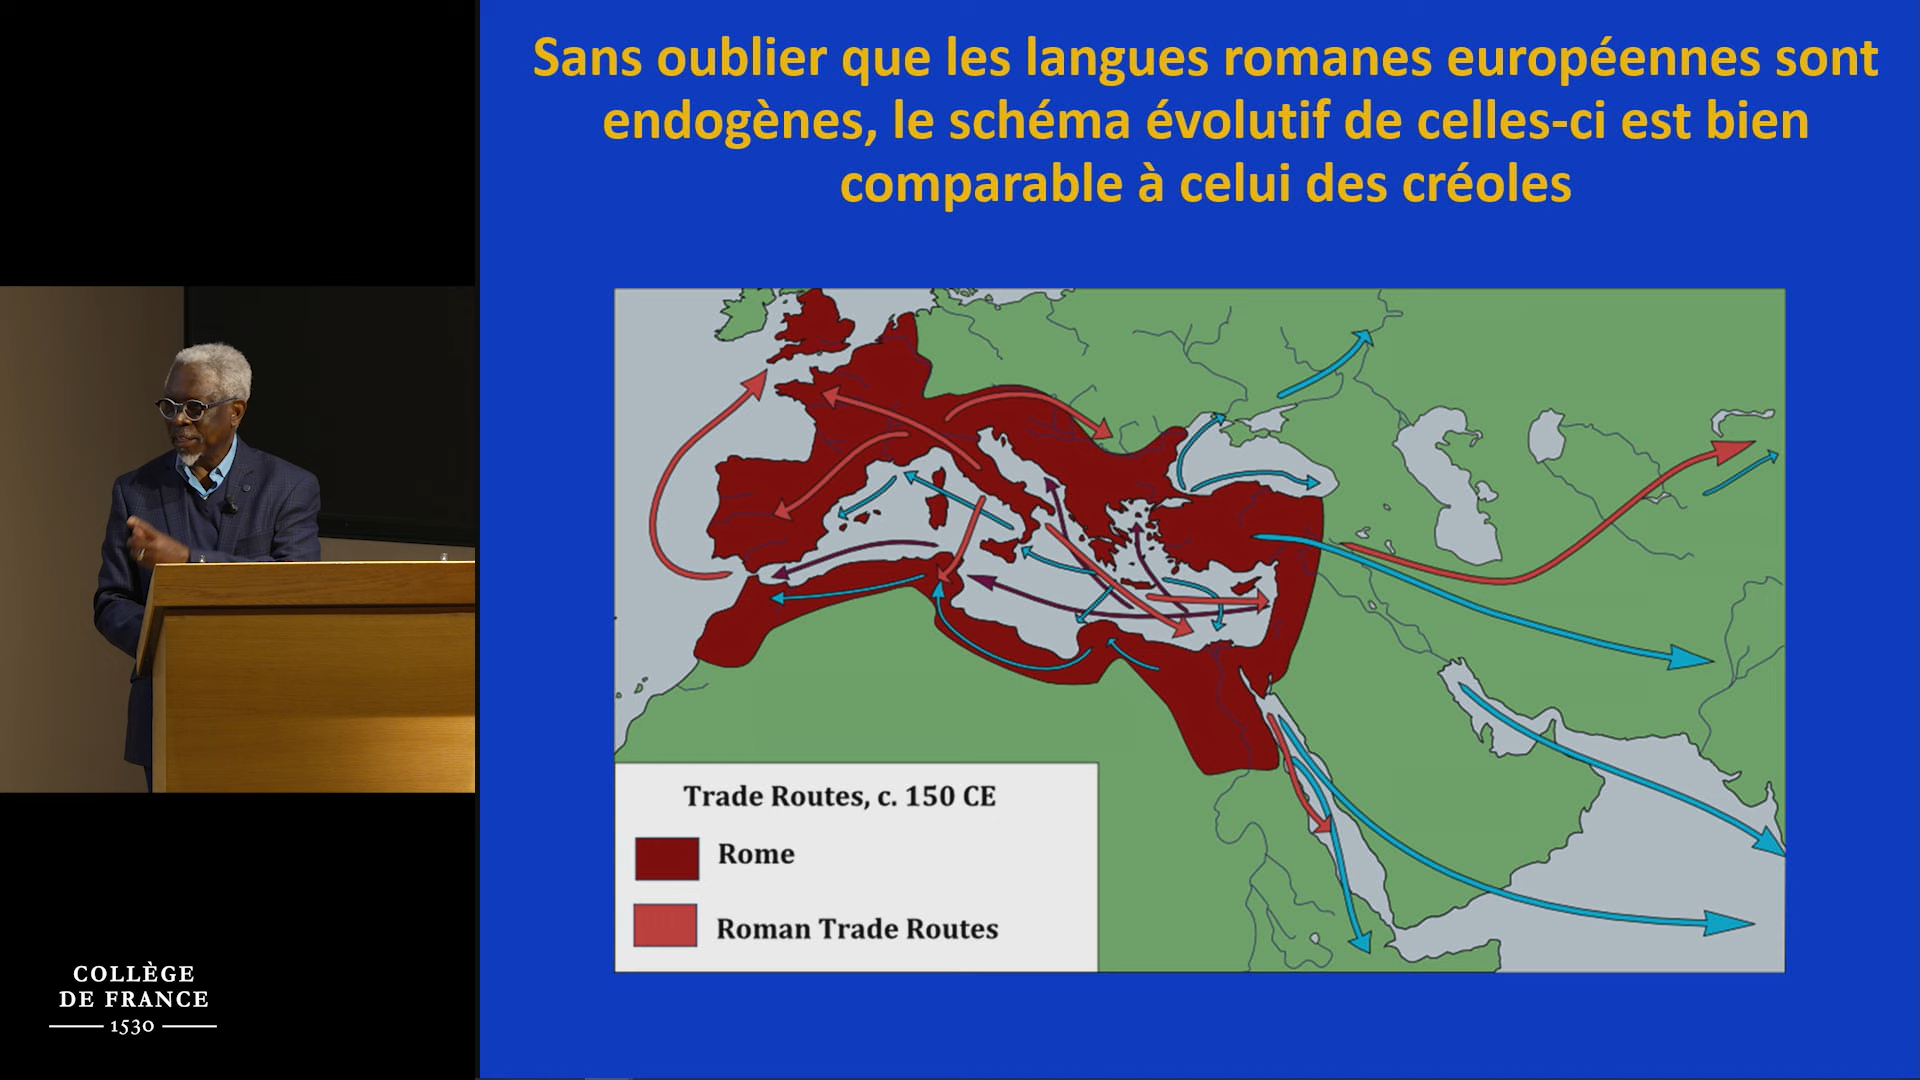 Sans oublier que les langues romanes européennes sont
endogènes, le schéma évolutif de celles-ci est bien
comparable à celui des créoles
Trade Routes, c. 150 CE
Rome
Roman Trade Routes
COLLÈGE
DE FRANCE
1530